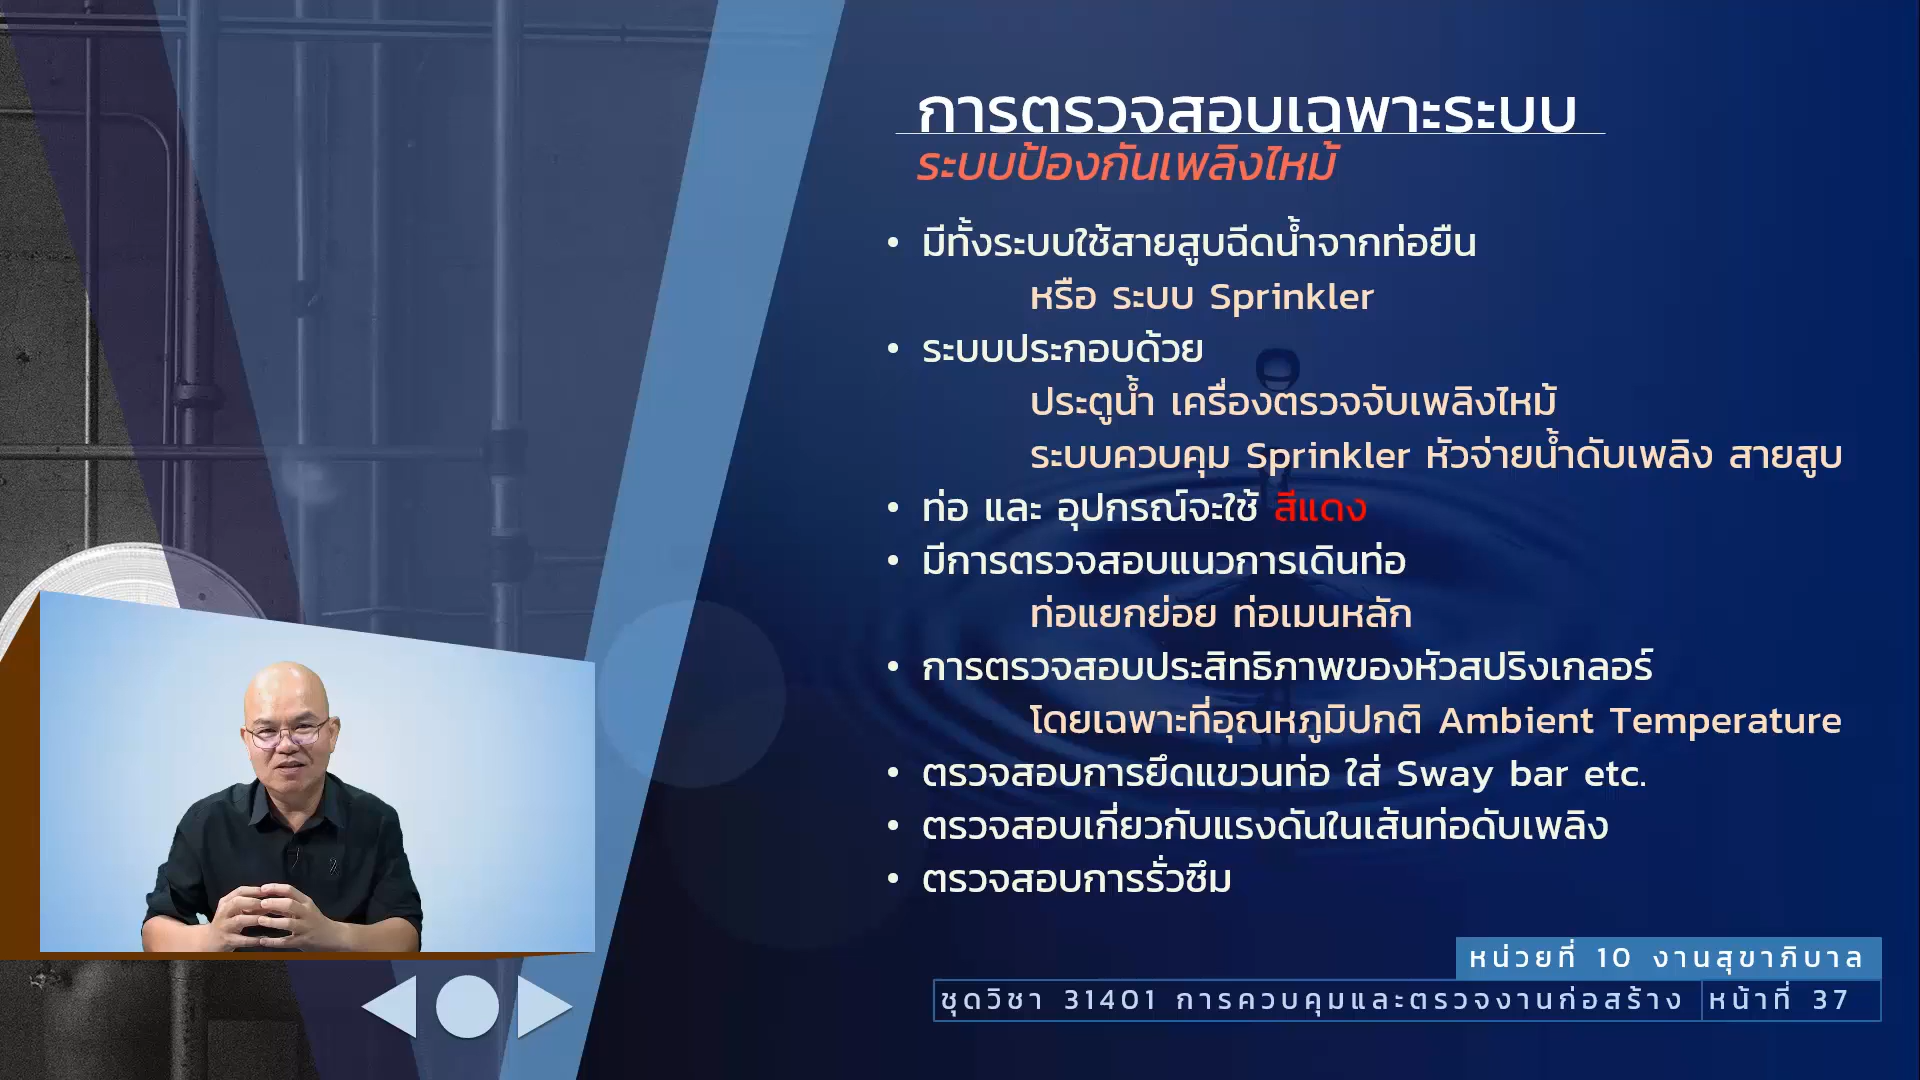 การตรวจสอบเฉพาะระบบ
ระบบป้องกันเพลิงไหม้
• มีทั้งระบบใช้สายสูบฉีดน้ำจากท่อยืน
หรือ ระบบ Sprinkler
• ระบบประกอบด้วย
ประตูน้ำ เครื่องตรวจจับเพลิงไหม้
ระบบควบคุม Sprinkler หัวจ่ายน้ำดับเพลิง สายสูบ
• ท่อ และ อุปกรณ์จะใช้ สีแดง
• มีการตรวจสอบแนวการเดินท่อ
ท่อแยกย่อย ท่อเมนหลัก
• การตรวจสอบประสิทธิภาพของหัวสปริงเกลอร์
โดยเฉพาะที่อุณหภูมิปกติ Ambient Temperature
• ตรวจสอบการยึดแขวนท่อ ใส่ Sway bar etc.
• ตรวจสอบเกี่ยวกับแรงดันในเส้นท่อดับเพลิง
• ตรวจสอบการรั่วซึม
หน่วยที่ 10 งานสุขาภิบาล
ชุดวิชา 31401 การควบคุมและตรวจงานก่อสร้าง หน้าที่ 37